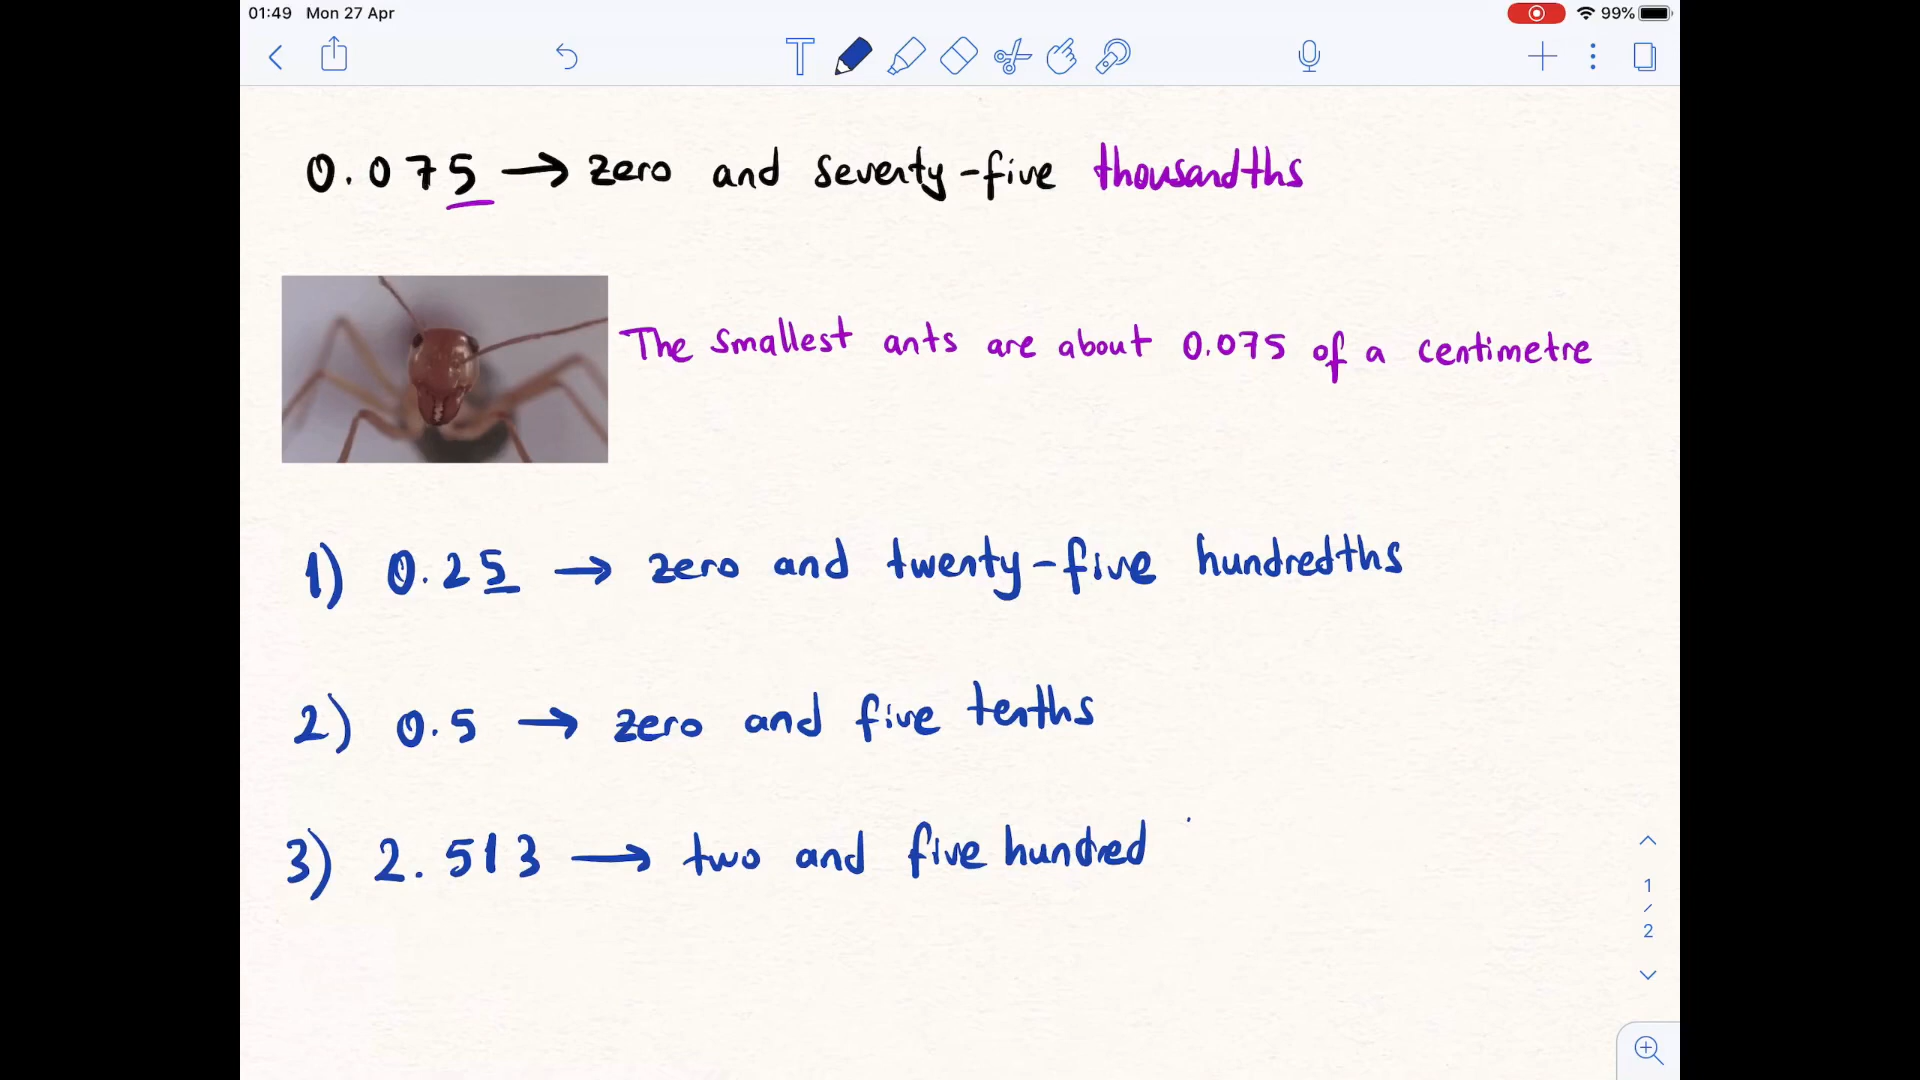 01:49 Mon 27 Apr 99%
T
0.075 → zero and seventy-five thousandths
The smallest ants are about 0.075 of a centimetre
1) 0.25 → zero and twenty-five hundredths
2) 0.5 → zero and five tenths
3) 2.513 → two and five hundred
1
/
2